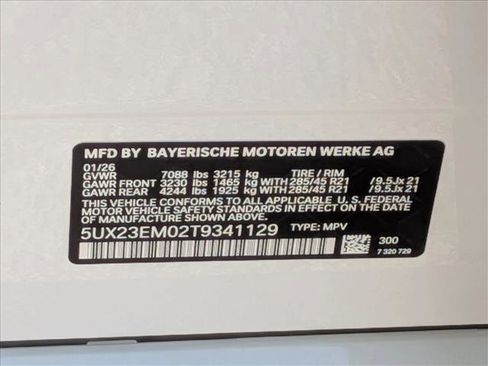 MFD BY BAYERISCHE MOTOREN WERKE AG
01/26
GVWR 7088 lbs 3215 kg TIRE / RIM
GAWR FRONT 3230 lbs 1465 kg WITH 285/45 R21 /9.5Jx 21
GAWR REAR 4244 lbs 1925 kg WITH 285/45 R21 /9.5Jx 21
THIS VEHICLE CONFORMS TO ALL APPLICABLE U. S. FEDERAL
MOTOR VEHICLE SAFETY STANDARDS IN EFFECT ON THE
DATE OF MANUFACTURE SHOWN ABOVE.
5UX23EM02T9341129 TYPE: MPV
300
7 320 729